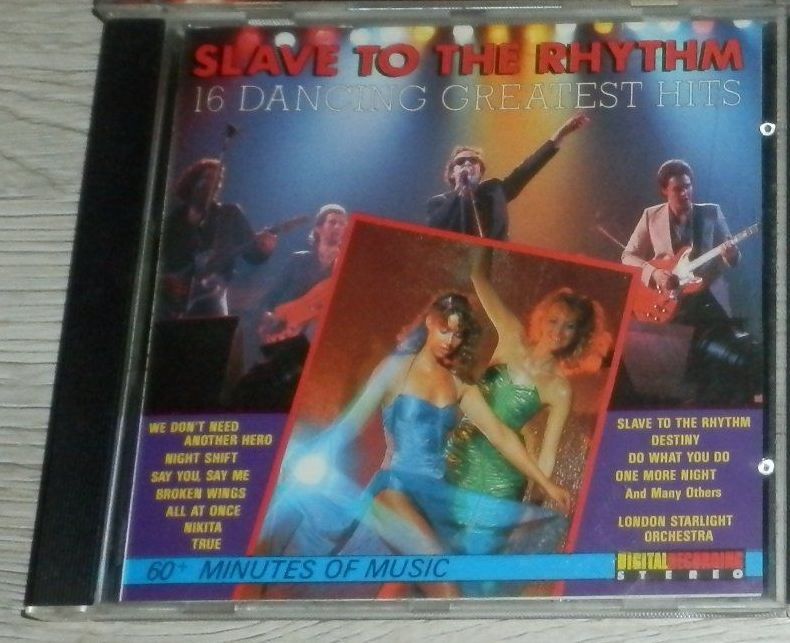 SLAVE TO THE RHYTHM
16 DANCING GREATEST HITS
WE DON'T NEED
ANOTHER HERO
NIGHT SHIFT
SAY YOU, SAY ME
BROKEN WINGS
ALL AT ONCE
NIKITA
TRUE
SLAVE TO THE RHYTHM
DESTINY
DO WHAT YOU DO
ONE MORE NIGHT
And Many Others
LONDON STARLIGHT
ORCHESTRA
60+ MINUTES OF MUSIC
DIGITAL RECORDING
STEREO